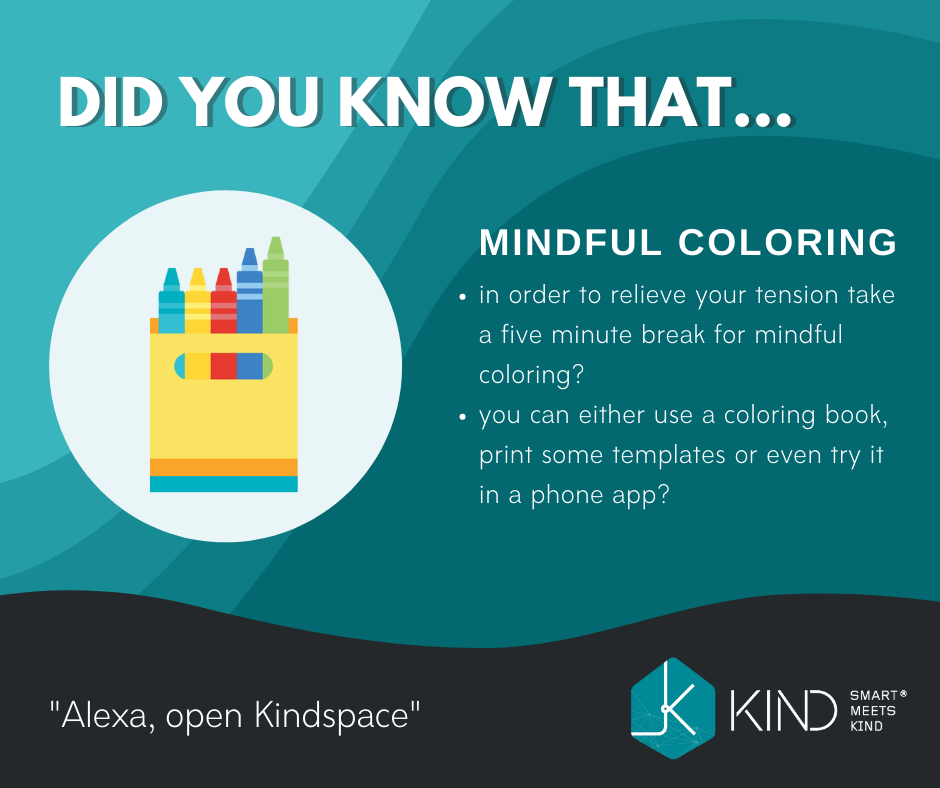 DID YOU KNOW THAT...
MINDFUL COLORING
• in order to relieve your tension take
a five minute break for mindful
coloring?
• you can either use a coloring book,
print some templates or even try it
in a phone app?
"Alexa, open Kindspace"
KIND
SMART®
MEETS
KIND